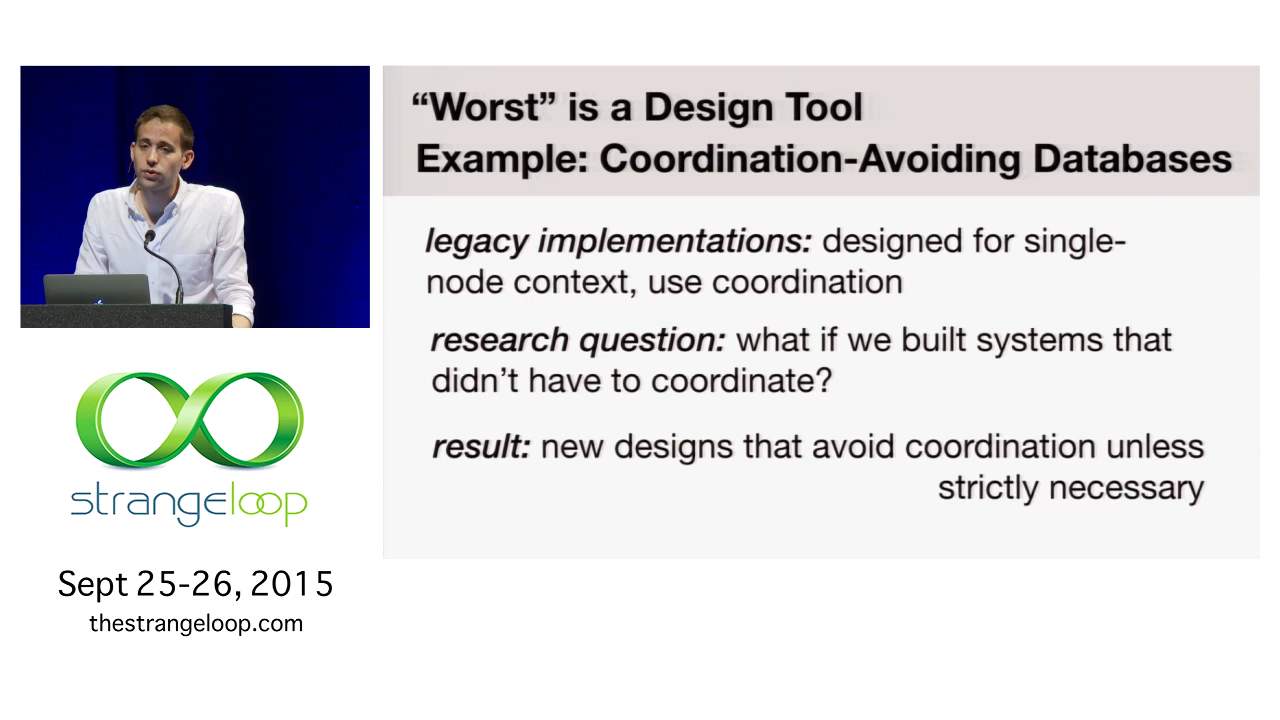 “Worst” is a Design Tool
Example: Coordination-Avoiding Databases
legacy implementations: designed for single-
node context, use coordination
research question: what if we built systems that
didn’t have to coordinate?
result: new designs that avoid coordination unless
strictly necessary
strangeloop
Sept 25-26, 2015
thestrangeloop.com